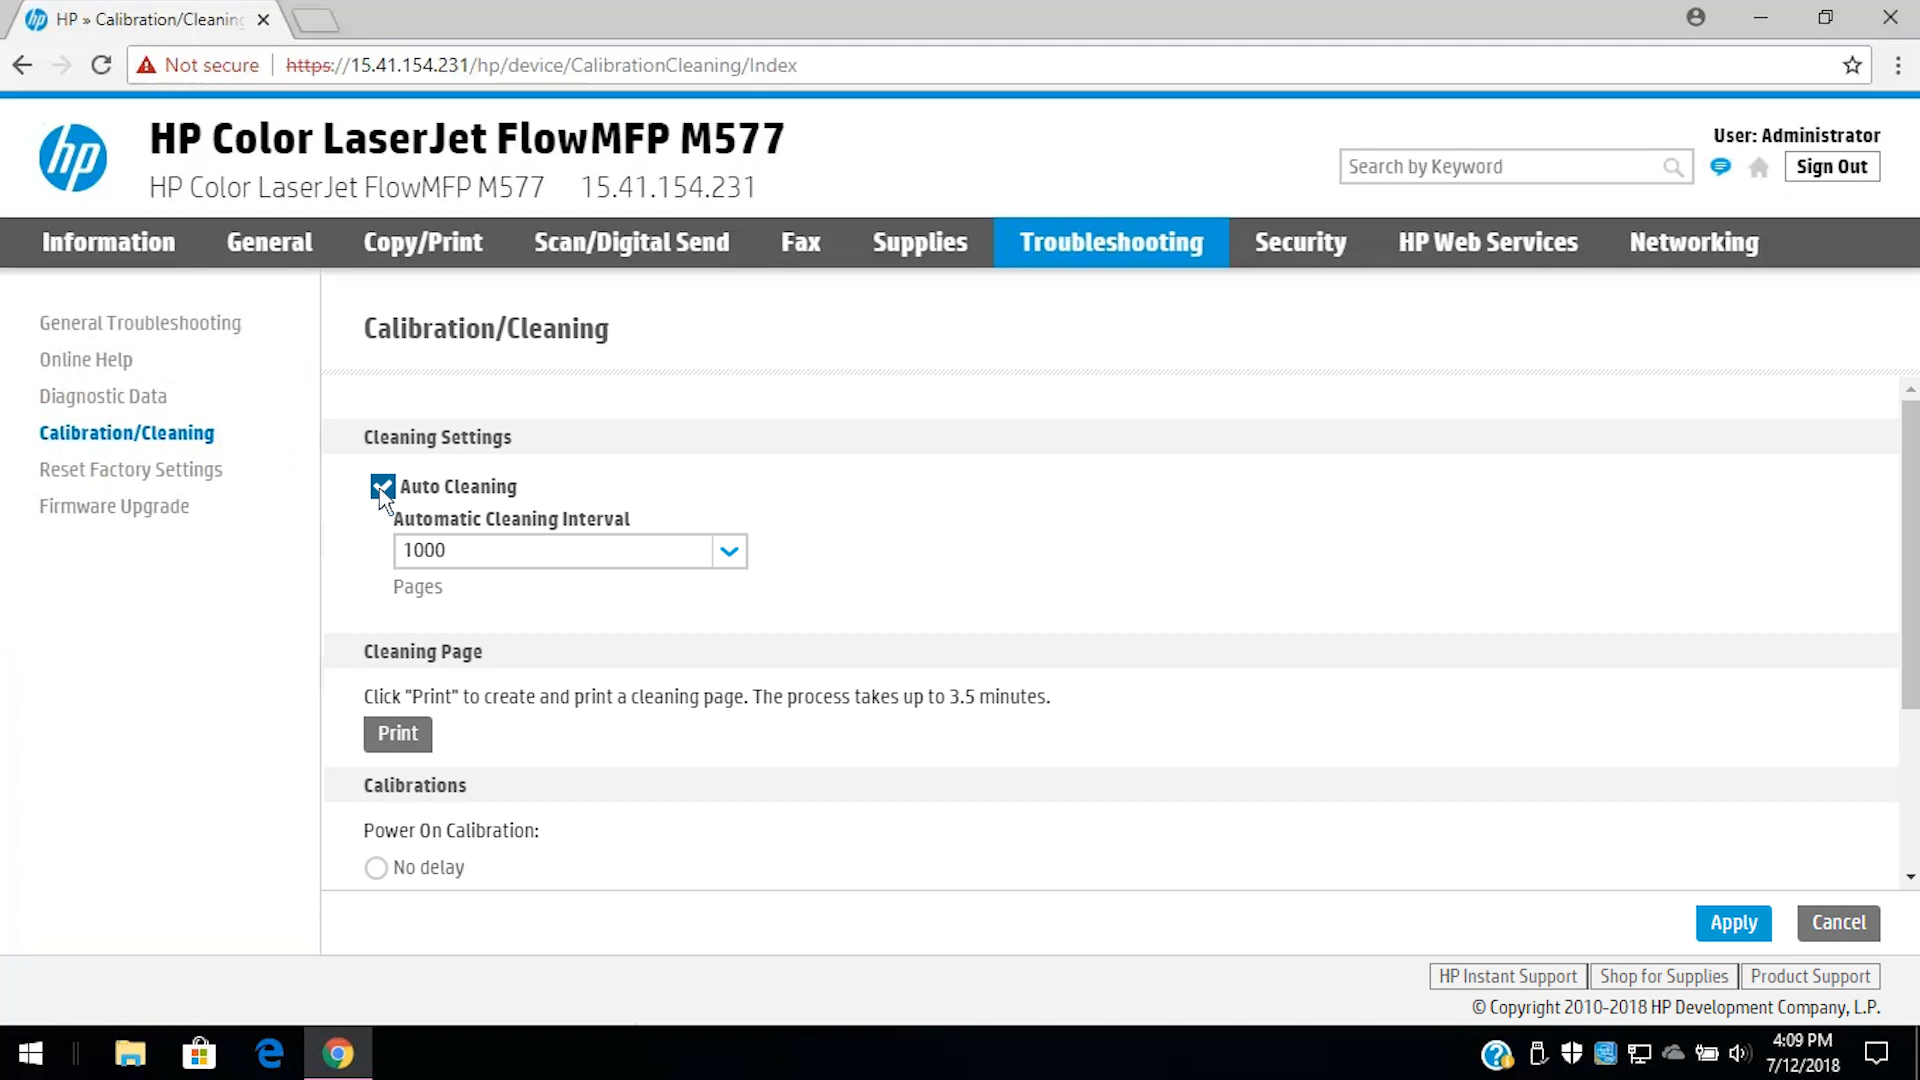 HP » Calibration/Cleaning
Not secure https://15.41.154.231/hp/device/CalibrationCleaning/Index
hp
HP Color LaserJet FlowMFP M577
HP Color LaserJet FlowMFP M577 15.41.154.231
User: Administrator
Search by Keyword
Sign Out
Information General Copy/Print Scan/Digital Send Fax Supplies Troubleshooting Security HP Web Services Networking
General Troubleshooting
Online Help
Diagnostic Data
Calibration/Cleaning
Reset Factory Settings
Firmware Upgrade
Calibration/Cleaning
Cleaning Settings
Auto Cleaning
Automatic Cleaning Interval
1000
Pages
Cleaning Page
Click "Print" to create and print a cleaning page. The process takes up to 3.5 minutes.
Print
Calibrations
Power On Calibration:
No delay
Apply Cancel
HP Instant Support Shop for Supplies Product Support
© Copyright 2010-2018 HP Development Company, L.P.
4:09 PM
7/12/2018